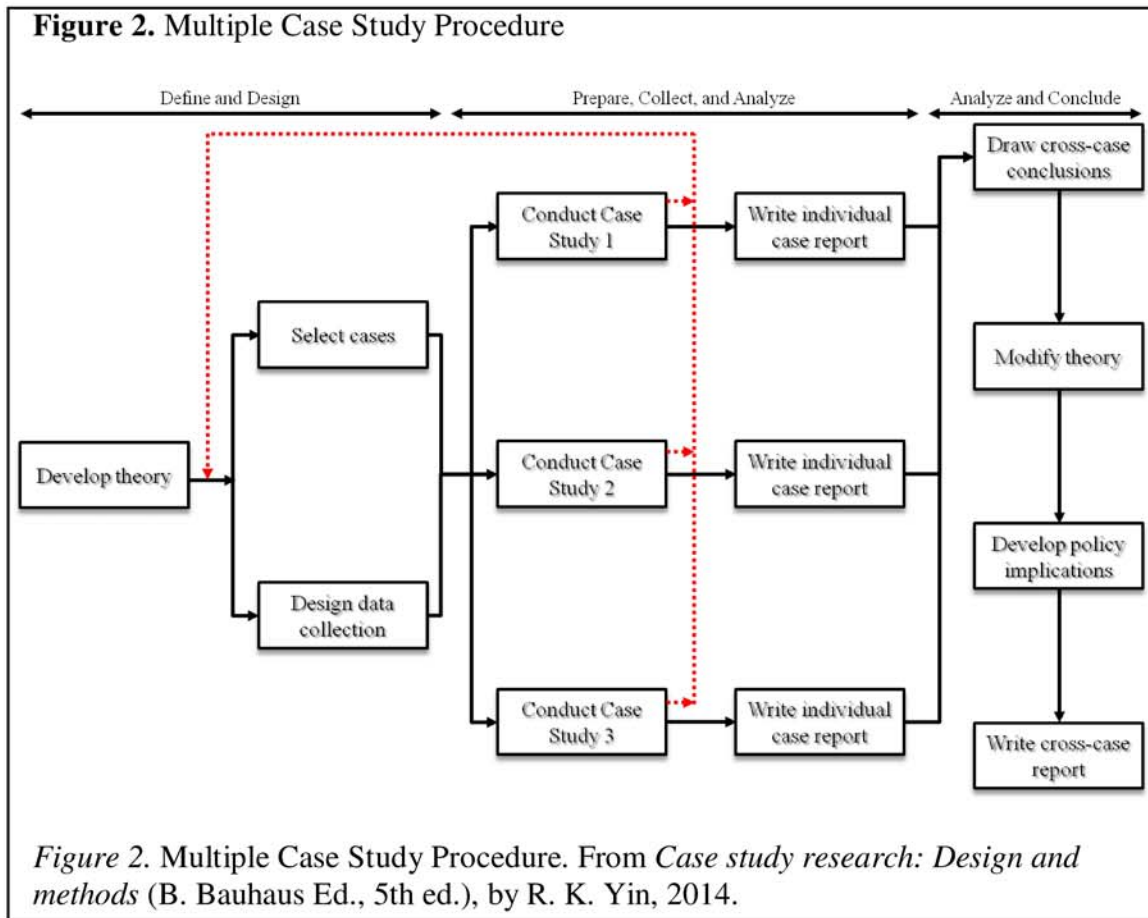 Figure 2. Multiple Case Study Procedure
Define and Design
Prepare, Collect, and Analyze
Analyze and Conclude
Develop theory
Select cases
Design data
collection
Conduct Case
Study 1
Write individual
case report
Conduct Case
Study 2
Write individual
case report
Conduct Case
Study 3
Write individual
case report
Draw cross-case
conclusions
Modify theory
Develop policy
implications
Write cross-case
report
Figure 2. Multiple Case Study Procedure. From Case study research: Design and
methods (B. Bauhaus Ed., 5th ed.), by R. K. Yin, 2014.